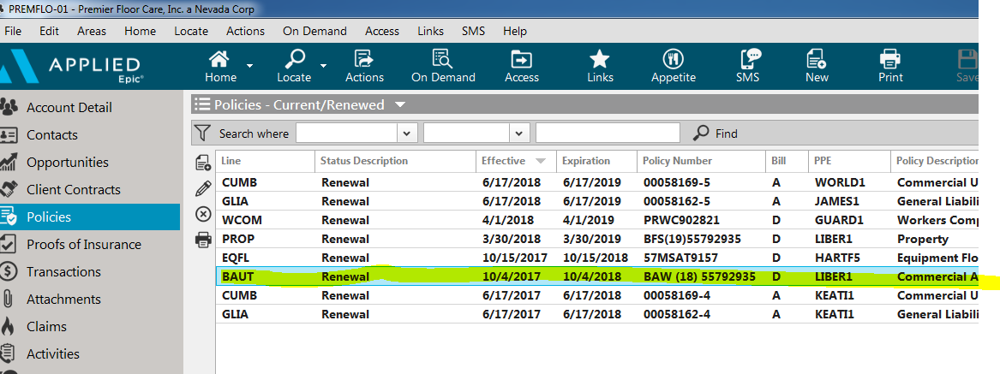 PREMFLO-01 - Premier Floor Care, Inc. a Nevada Corp
File Edit Areas Home Locate Actions On Demand Access Links SMS Help
APPLIED
Epic®
Home Locate Actions On Demand Access Links Appetite SMS New Print Save
Account Detail
Contacts
Opportunities
Client Contracts
Policies
Proofs of Insurance
Transactions
Attachments
Claims
Activities
Policies - Current/Renewed
Search where Find
Line Status Description Effective Expiration Policy Number Bill PPE Policy Description
CUMB Renewal 6/17/2018 6/17/2019 00058169-5 A WORLD1 Commercial U
GLIA Renewal 6/17/2018 6/17/2019 00058162-5 A JAMES1 General Liabili
WCOM Renewal 4/1/2018 4/1/2019 PRWC902821 D GUARD1 Workers Comp
PROP Renewal 3/30/2018 3/30/2019 BFS(19)55792935 D LIBER1 Property
EQFL Renewal 10/15/2017 10/15/2018 57MSAT9157 D HARTF5 Equipment Flo
BAUT Renewal 10/4/2017 10/4/2018 BAW (18) 55792935 D LIBER1 Commercial A
CUMB Renewal 6/17/2017 6/17/2018 00058169-4 A KEATI1 Commercial U
GLIA Renewal 6/17/2017 6/17/2018 00058162-4 A KEATI1 General Liabili